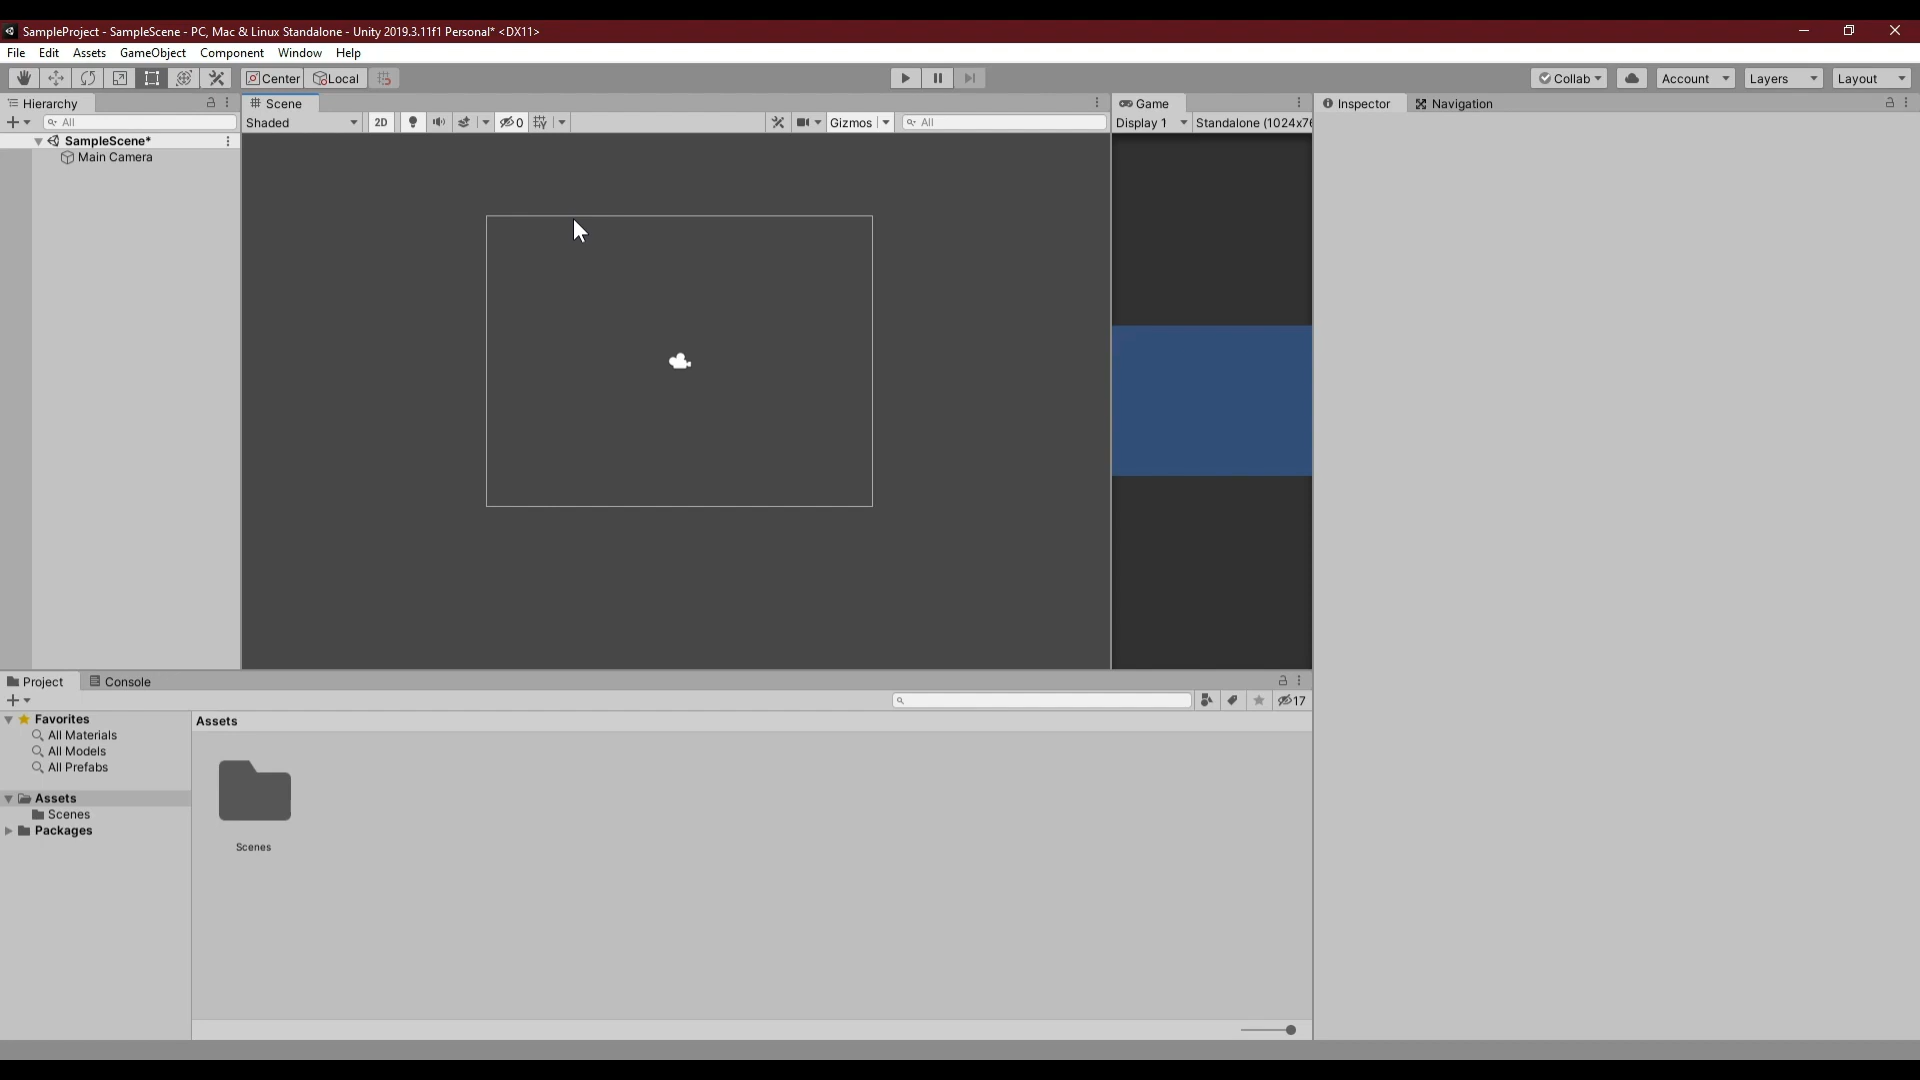 SampleProject - SampleScene - PC, Mac & Linux Standalone - Unity 2019.3.11f1 Personal* <DX11>
File Edit Assets GameObject Component Window Help
Center Local Collab Account Layers Layout
Hierarchy Scene Game Inspector Navigation
All Shaded 2D 0 Gizmos All Display 1 Standalone (1024x76
SampleScene*
Main Camera
Project Console
17
Favorites Assets
All Materials
All Models
All Prefabs
Assets
Scenes
Packages
Scenes